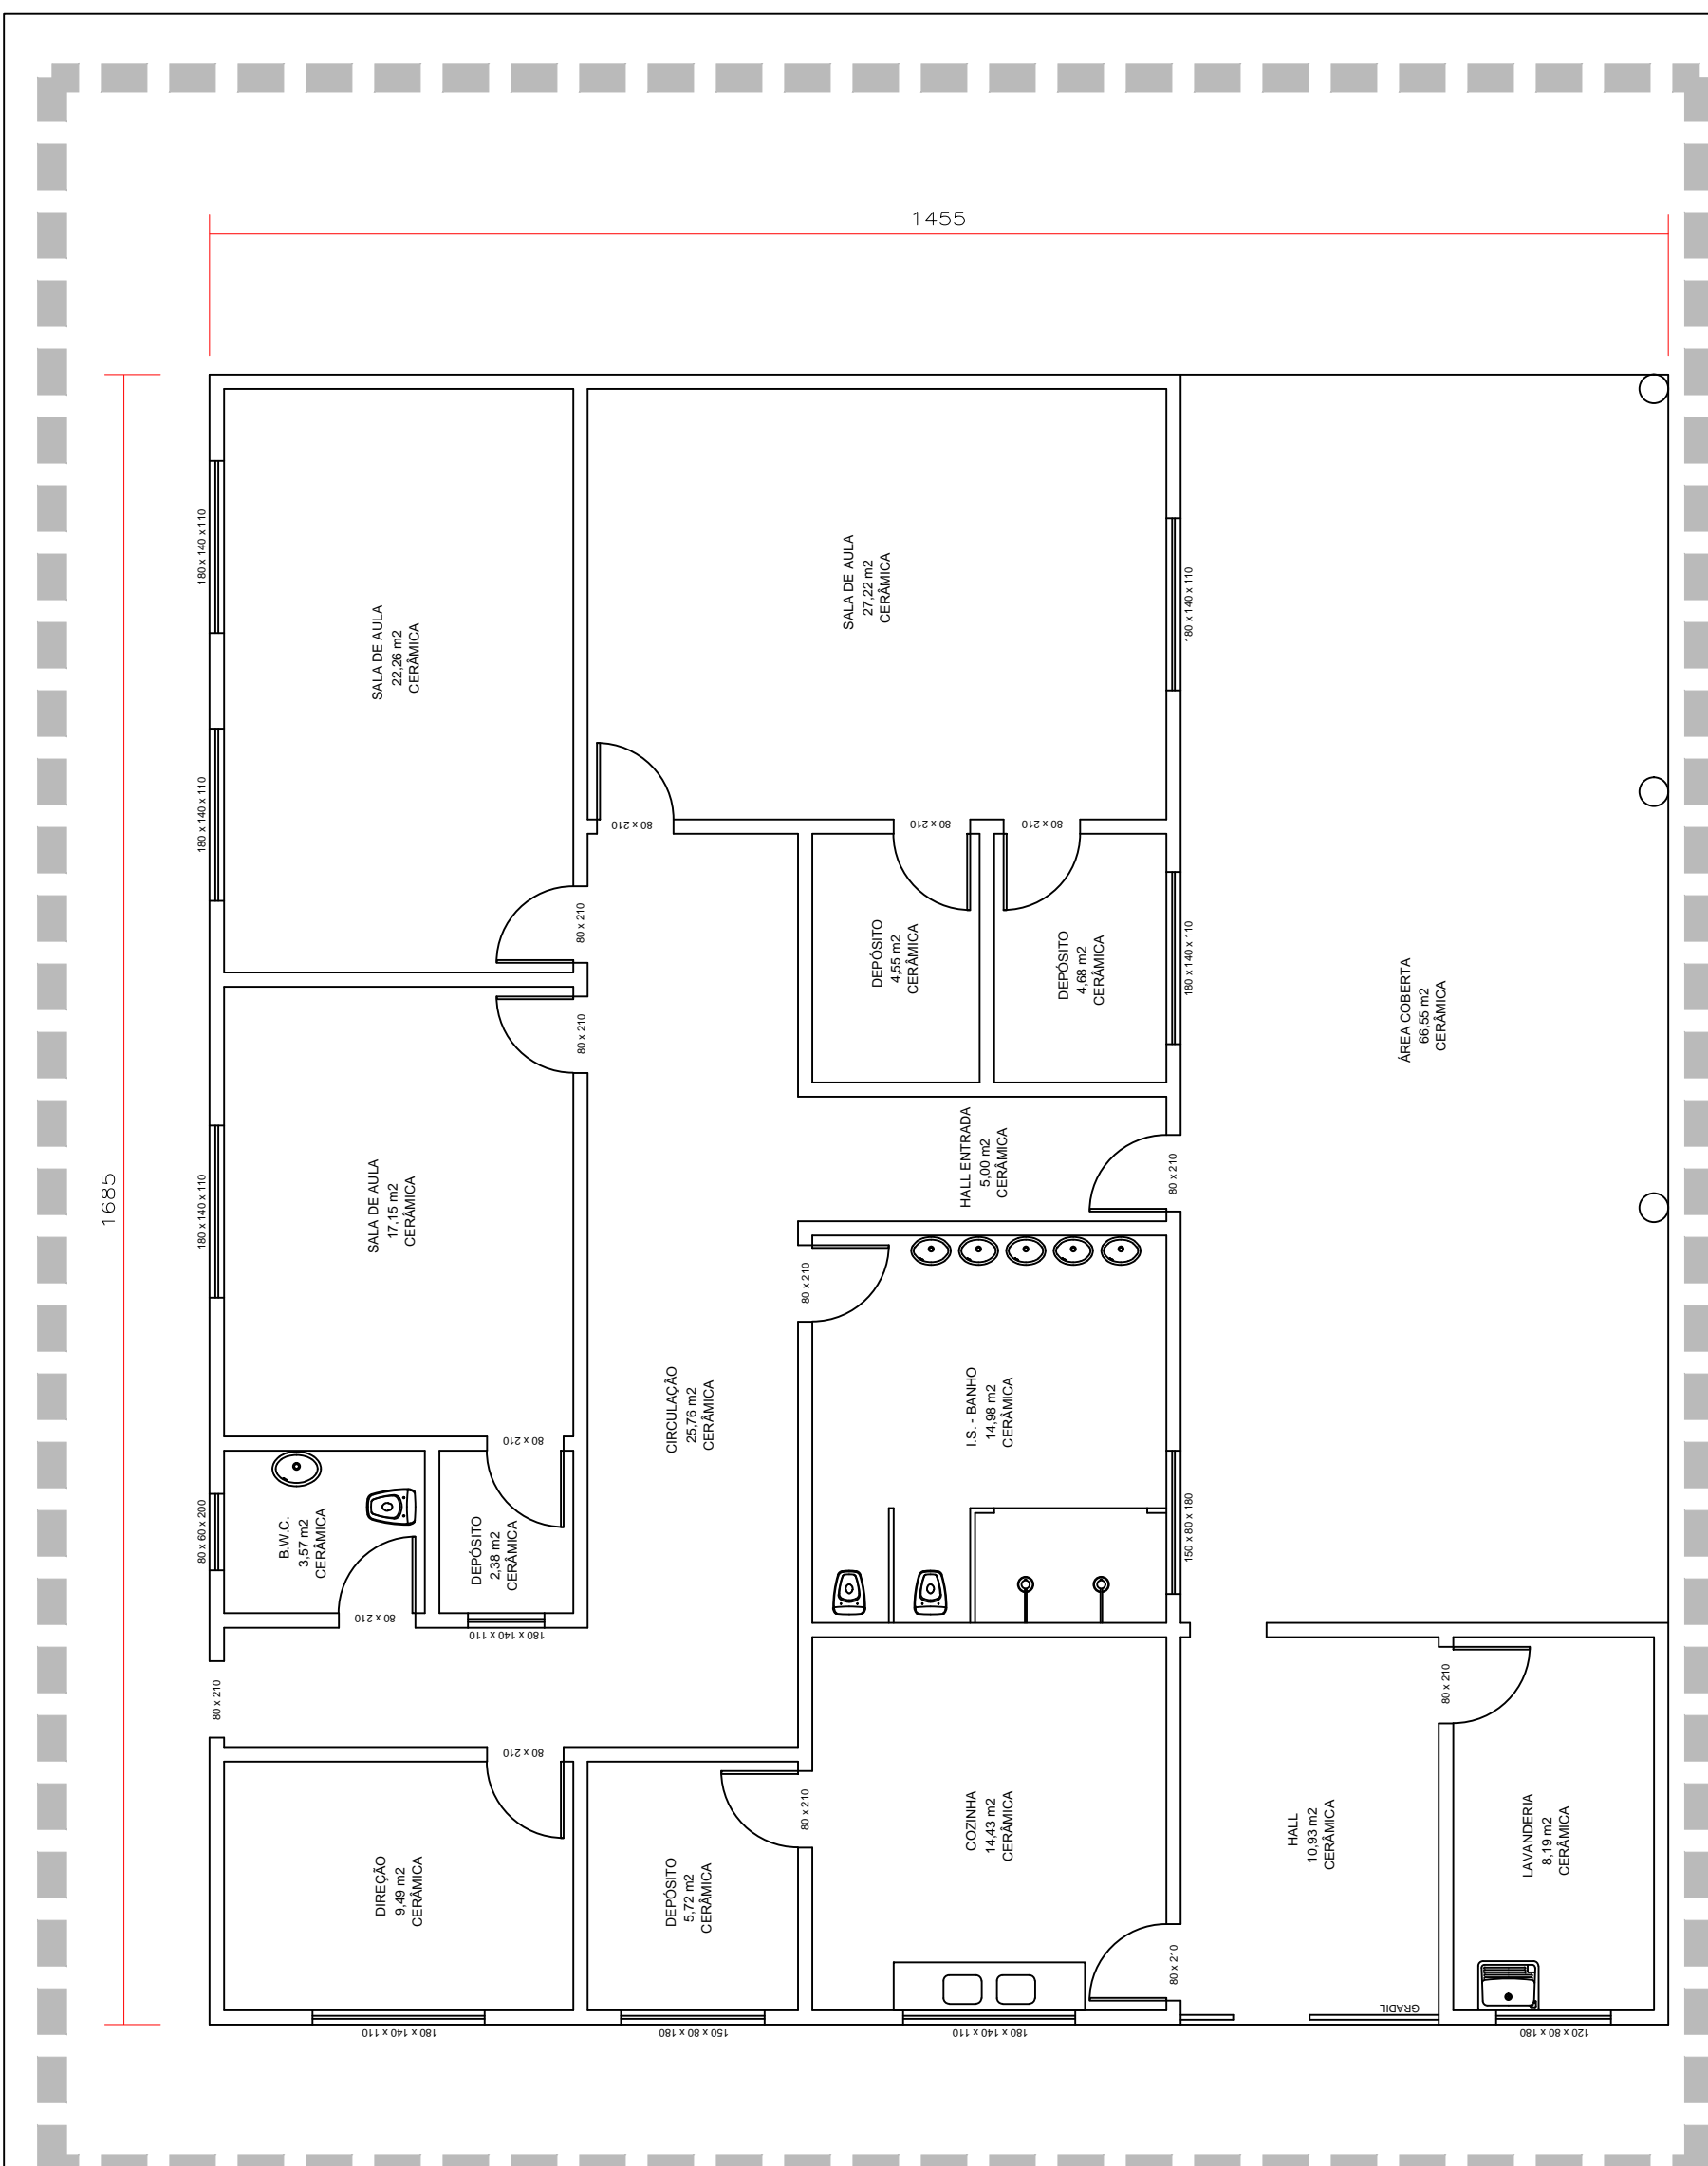 1455
1685
180 x 140 x 110
180 x 140 x 110
180 x 140 x 110
80 x 60 x 200
80 x 210
SALA DE AULA
22,26 m2
CERÂMICA
SALA DE AULA
27,22 m2
CERÂMICA
180 x 140 x 110
80 x 210
80 x 210
80 x 210
80 x 210
80 x 210
DEPÓSITO
4,55 m2
CERÂMICA
DEPÓSITO
4,68 m2
CERÂMICA
180 x 140 x 110
ÁREA COBERTA
66,55 m2
CERÂMICA
SALA DE AULA
17,15 m2
CERÂMICA
HALL ENTRADA
5,00 m2
CERÂMICA
80 x 210
80 x 210
CIRCULAÇÃO
25,76 m2
CERÂMICA
I.S. - BANHO
14,98 m2
CERÂMICA
150 x 80 x 180
80 x 210
B.W.C.
3,57 m2
CERÂMICA
DEPÓSITO
2,38 m2
CERÂMICA
80 x 210
180 x 140 x 110
80 x 210
80 x 210
80 x 210
DIREÇÃO
9,49 m2
CERÂMICA
DEPÓSITO
5,72 m2
CERÂMICA
COZINHA
14,43 m2
CERÂMICA
HALL
10,93 m2
CERÂMICA
LAVANDERIA
8,19 m2
CERÂMICA
80 x 210
GRADIL
180 x 140 x 110
150 x 80 x 180
180 x 140 x 110
120 x 80 x 180